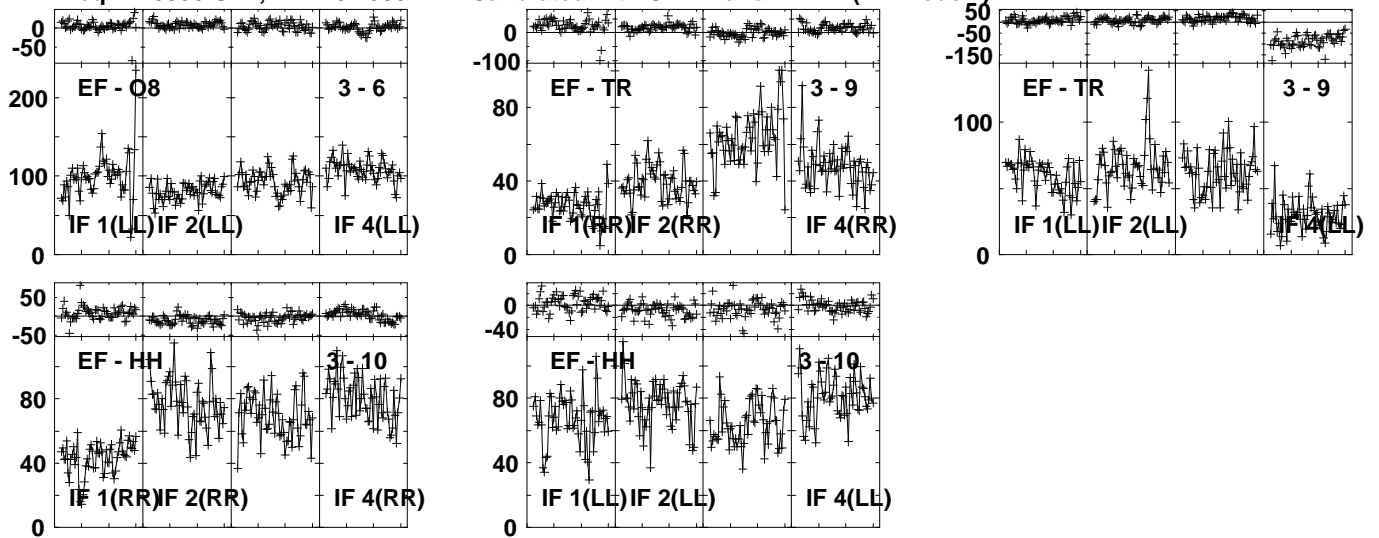 0
-50
EF - O8
3 - 6
200
100
0
IF 1(LL)
IF 2(LL)
IF 4(LL)
0
-100
EF - TR
3 - 9
80
40
0
IF 1(RR)
IF 2(RR)
IF 4(RR)
50
-50
-150
EF - TR
3 - 9
100
0
IF 1(LL)
IF 2(LL)
IF 4(LL)
50
-50
EF - HH
3 - 10
80
40
0
IF 1(RR)
IF 2(RR)
IF 4(RR)
0
-40
EF - HH
3 - 10
80
40
0
IF 1(LL)
IF 2(LL)
IF 4(LL)